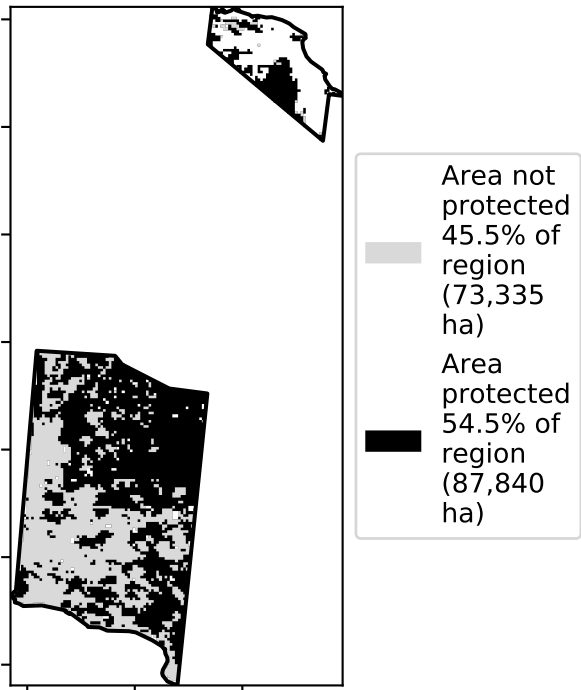 Area not
protected
45.5% of
region
(73,335
ha)
Area
protected
54.5% of
region
(87,840
ha)